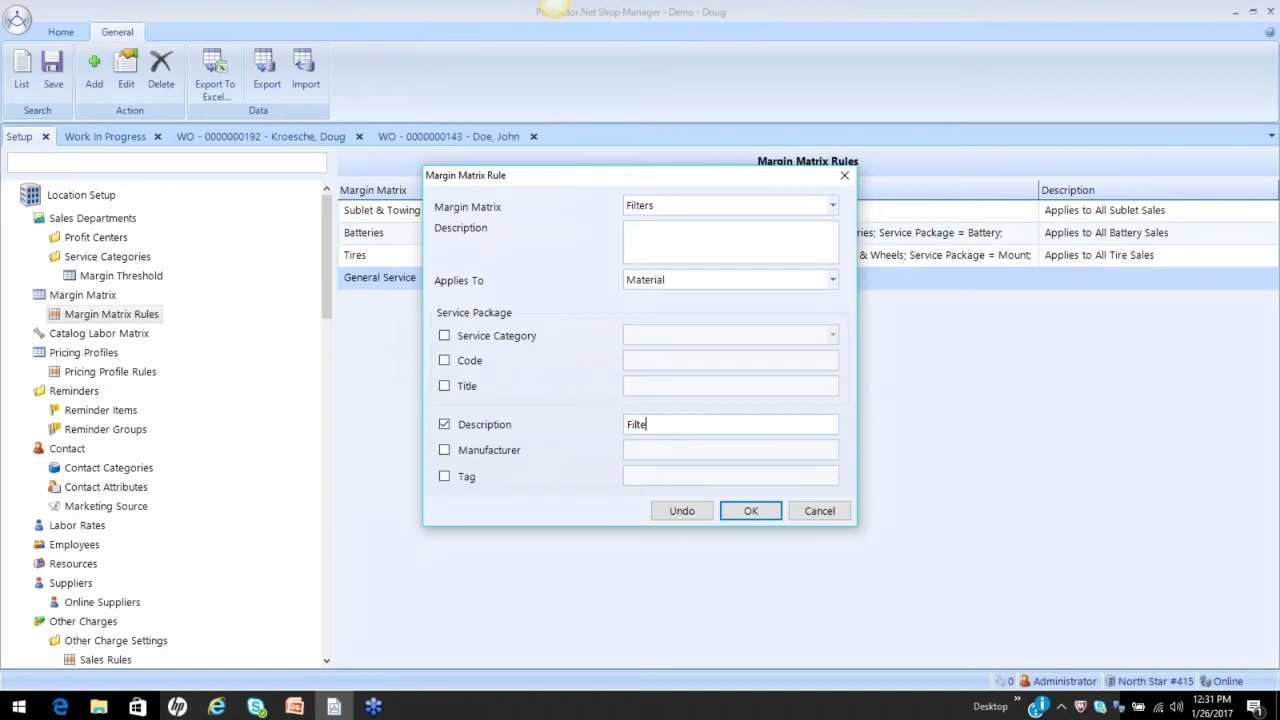 Protractor.Net Shop Manager - Demo - Doug
Home
General
List
Save
Add
Edit
Delete
Export To
Excel...
Export
Import
Search
Action
Data
Setup
Work In Progress
WO - 0000000192 - Kroesche, Doug
WO - 0000000143 - Doe, John
Location Setup
Sales Departments
Profit Centers
Service Categories
Margin Threshold
Margin Matrix
Margin Matrix Rules
Catalog Labor Matrix
Pricing Profiles
Pricing Profile Rules
Reminders
Reminder Items
Reminder Groups
Contact
Contact Categories
Contact Attributes
Marketing Source
Labor Rates
Employees
Resources
Suppliers
Online Suppliers
Other Charges
Other Charge Settings
Sales Rules
Margin Matrix Rules
Margin Matrix
Description
Sublet & Towing
Applies to All Sublet Sales
Batteries
ries; Service Package = Battery;
Applies to All Battery Sales
Tires
& Wheels; Service Package = Mount;
Applies to All Tire Sales
General Service
Margin Matrix Rule
Margin Matrix
Filters
Description
Applies To
Material
Service Package
Service Category
Code
Title
Description
Filte
Manufacturer
Tag
Undo
OK
Cancel
0
Administrator
North Star #415
Online
Desktop
12:31 PM
1/26/2017